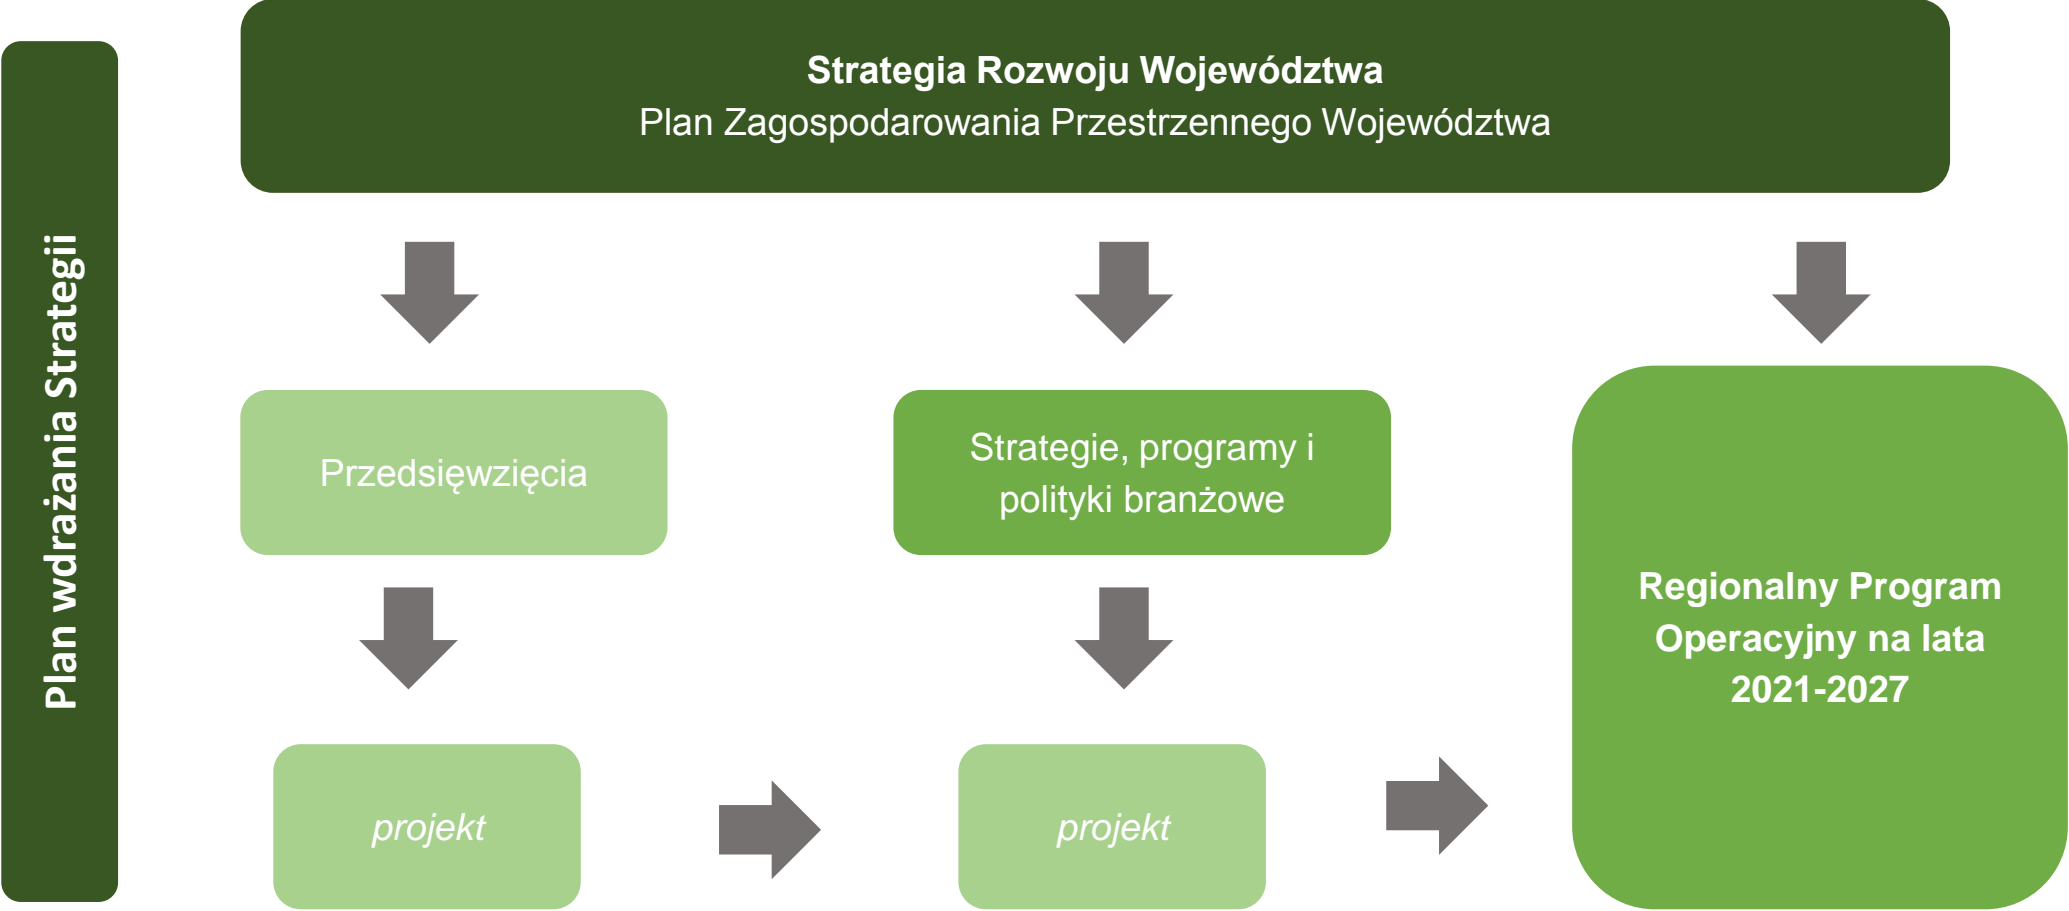 Plan wdrażania Strategii
Strategia Rozwoju Województwa
Plan Zagospodarowania Przestrzennego Województwa
Przedsięwzięcia
Strategie, programy i
polityki branżowe
Regionalny Program
Operacyjny na lata
2021-2027
projekt
projekt